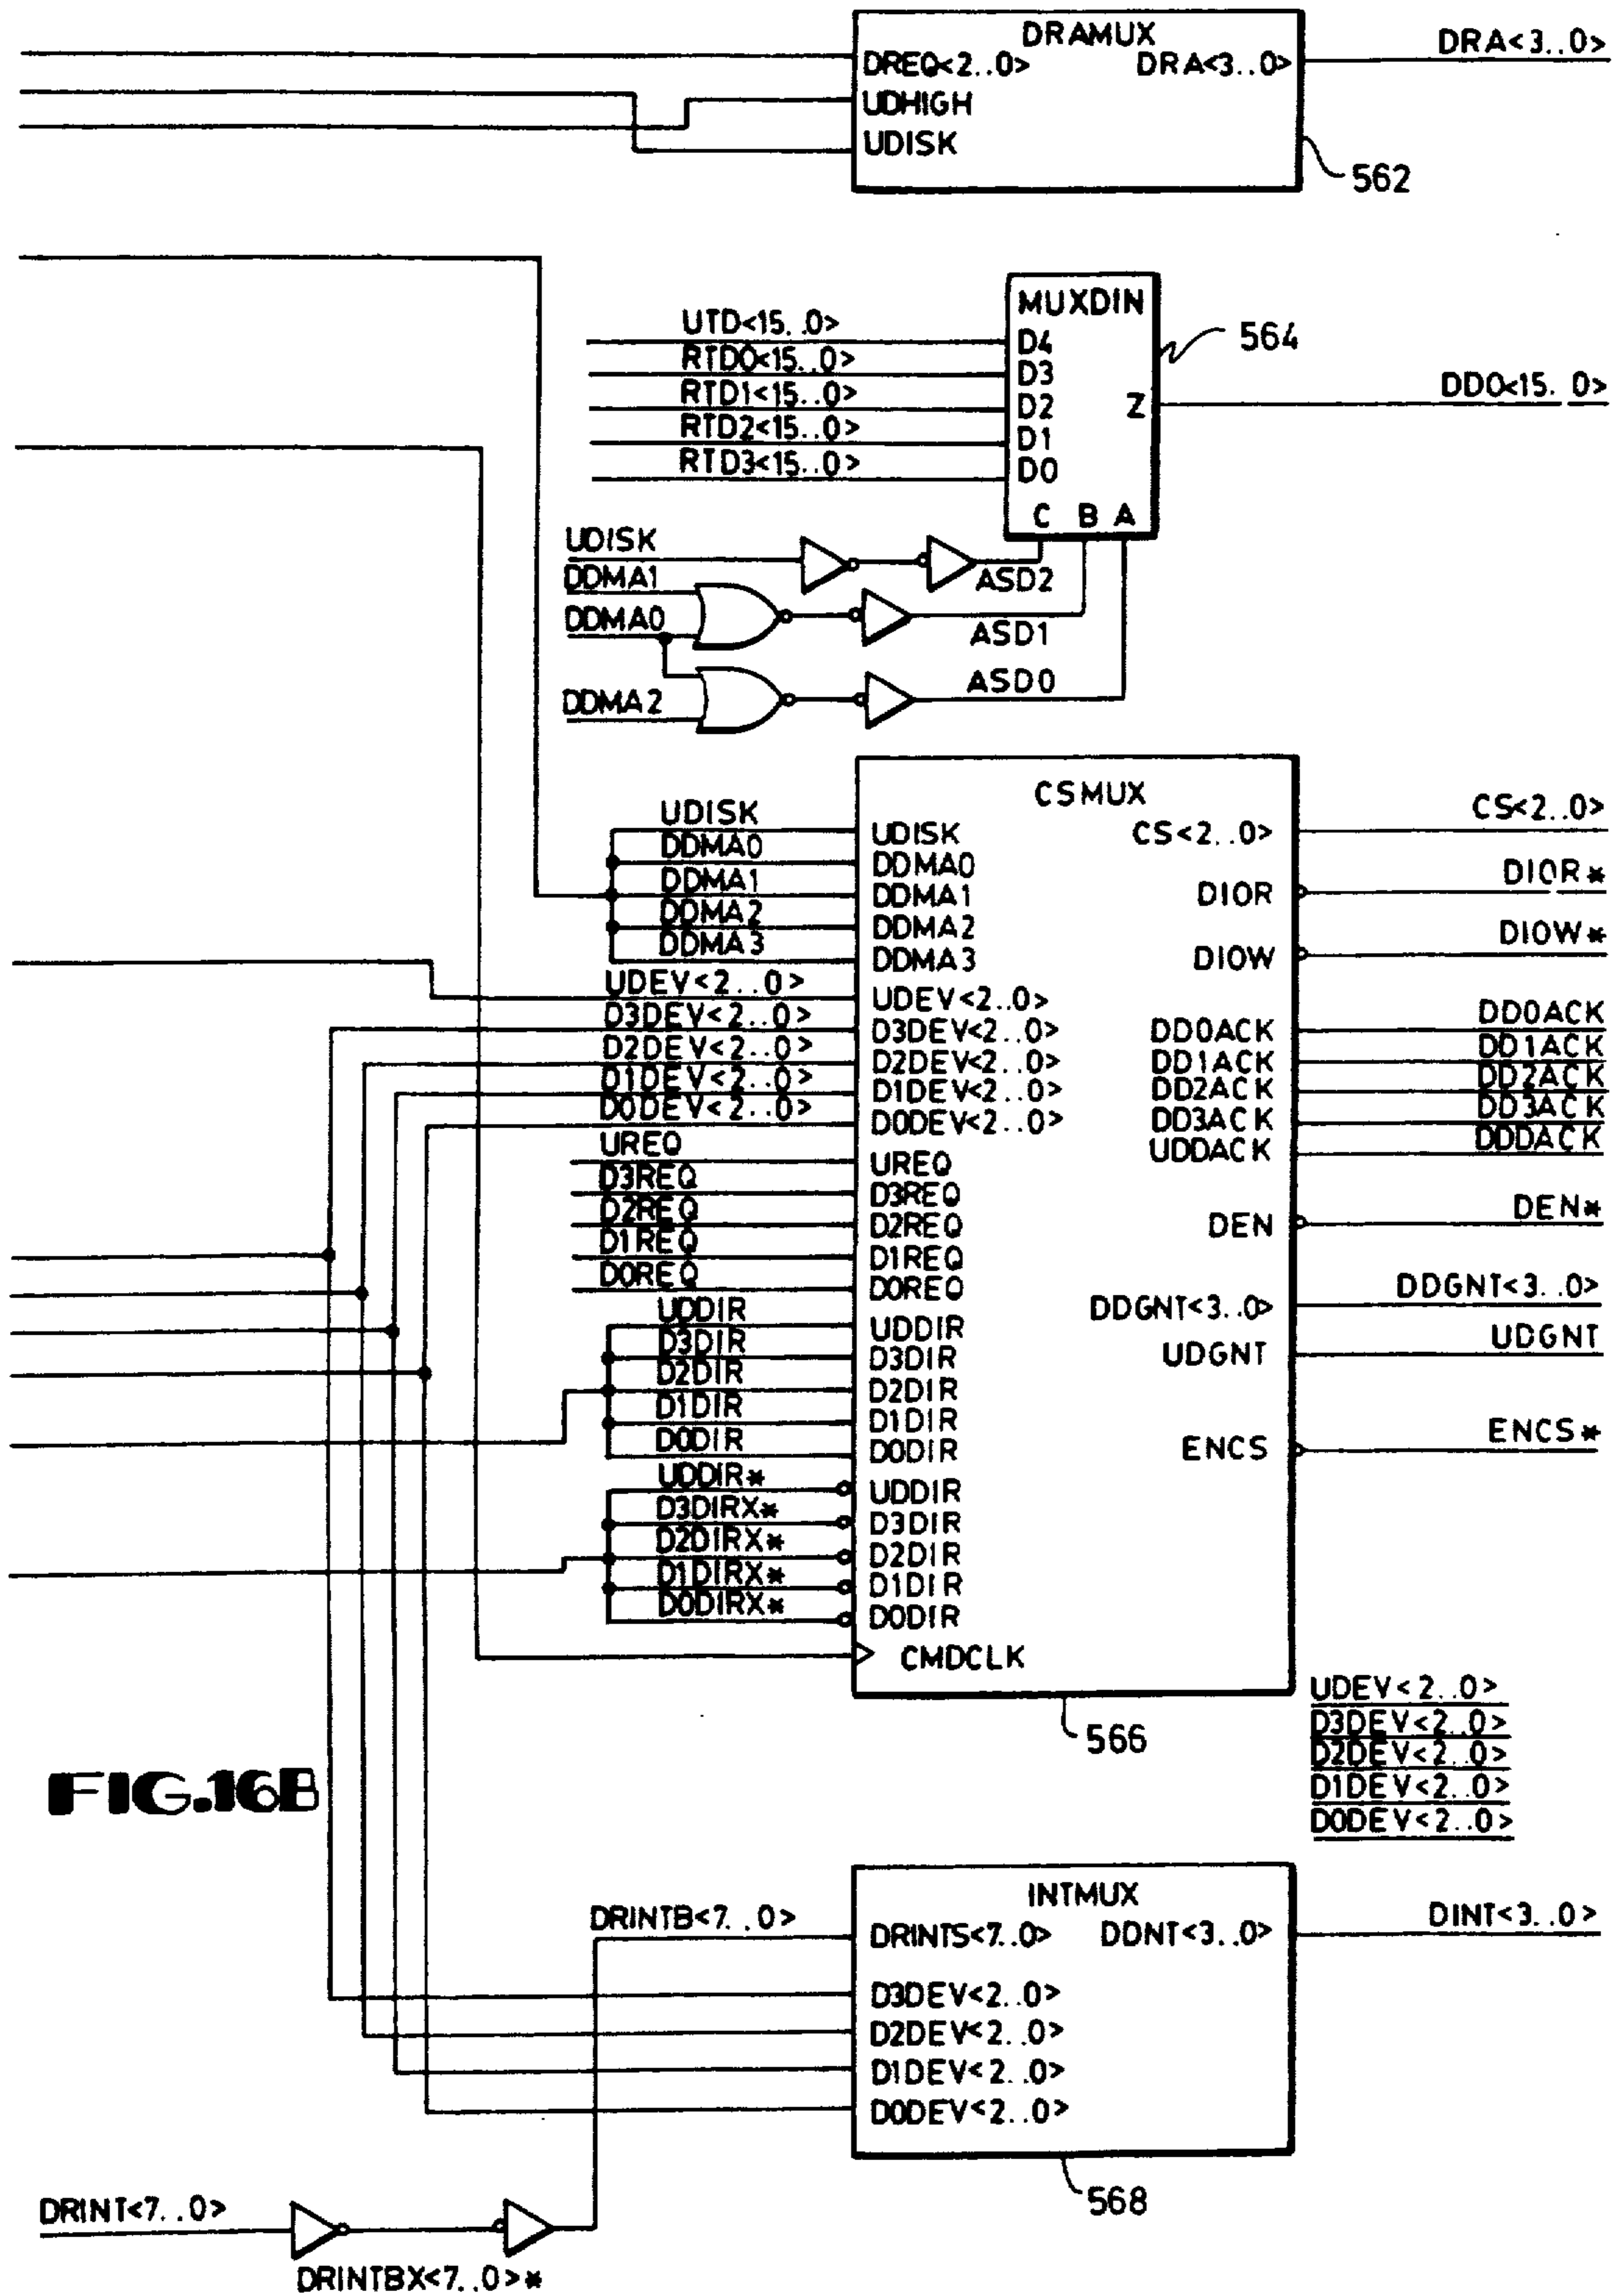 DRAMUX
DRA<3..0>
DREQ<2..0> DRA<3..0>
UDHIGH
UDISK
562
MUXDIN
UTD<15..0>
564
D4
RTD0<15..0>
D3
DD0<15..0>
RTD1<15..0>
D2 Z
RTD2<15..0>
D1
RTD3<15..0>
D0
C B A
UDISK
DDMA1
ASD2
DDMA0
ASD1
ASD0
DDMA2
CSMUX
UDISK
CS<2..0>
UDISK CS<2..0>
DDMA0
DDMA0
DIOR*
DDMA1
DDMA1 DIOR
DDMA2
DDMA2
DIOW*
DDMA3
DDMA3 DIOW
UDEV<2..0>
UDEV<2..0>
D3DEV<2..0>
DD0ACK
D3DEV<2..0> DD0ACK
D2DEV<2..0>
DD1ACK
D2DEV<2..0> DD1ACK
D1DEV<2..0>
DD2ACK
D1DEV<2..0> DD2ACK
D0DEV<2..0>
DD3ACK
D0DEV<2..0> DD3ACK
UREQ
DDDACK
UREQ UDDACK
D3REQ
D3REQ
D2REQ
DEN*
D2REQ DEN
D1REQ
D1REQ
D0REQ
DDGNT<3..0>
D0REQ
UDDIR
DDGNT<3..0>
UDDIR
UDGNT
D3DIR
D3DIR UDGNT
D2DIR
D2DIR
D1DIR
D1DIR
D0DIR
ENCS*
D0DIR ENCS
UDDIR*
UDDIR
D3DIRX*
D3DIR
D2DIRX*
D2DIR
D1DIRX*
D1DIR
D0DIRX*
D0DIR
CMDCLK
566
UDEV<2..0>
D3DEV<2..0>
D2DEV<2..0>
D1DEV<2..0>
D0DEV<2..0>
FIG.16B
INTMUX
DRINTB<7..0>
DINT<3..0>
DRINTS<7..0> DDNT<3..0>
D3DEV<2..0>
D2DEV<2..0>
D1DEV<2..0>
D0DEV<2..0>
568
DRINT<7..0>
DRINTBX<7..0>*